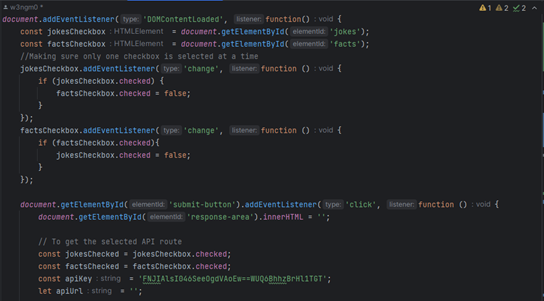 w3ngm0
1 2 2
document.addEventListener( type: 'DOMContentLoaded', listener: function() : void {
const jokesCheckbox : HTMLElement = document.getElementById( elementId: 'jokes');
const factsCheckbox : HTMLElement = document.getElementById( elementId: 'facts');
//Making sure only one checkbox is selected at a time
jokesCheckbox.addEventListener( type: 'change', listener: function () : void {
if (jokesCheckbox.checked) {
factsCheckbox.checked = false;
}
});
factsCheckbox.addEventListener( type: 'change', listener: function () : void {
if (factsCheckbox.checked){
jokesCheckbox.checked = false;
}
});
document.getElementById( elementId: 'submit-button').addEventListener( type: 'click', listener: function () : void {
document.getElementById( elementId: 'response-area').innerHTML = '';
// To get the selected API route
const jokesChecked = jokesCheckbox.checked;
const factsChecked = factsCheckbox.checked;
const apiKey : string = 'FNJIAlsIG46SeeOgdVAoEw==WUQ6BhhzBrHl1TGT';
let apiUrl : string = '';